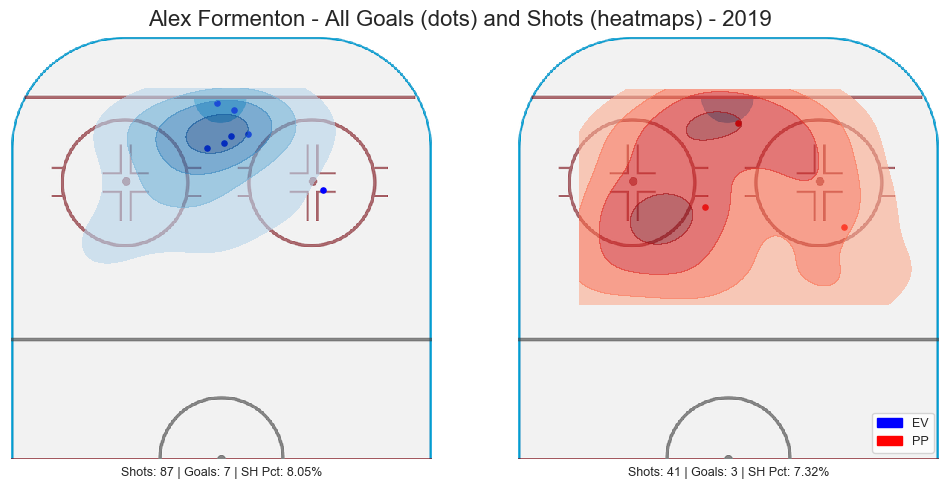 Alex Formenton - All Goals (dots) and Shots (heatmaps) - 2019
EV
PP
Shots: 87 | Goals: 7 | SH Pct: 8.05%
Shots: 41 | Goals: 3 | SH Pct: 7.32%